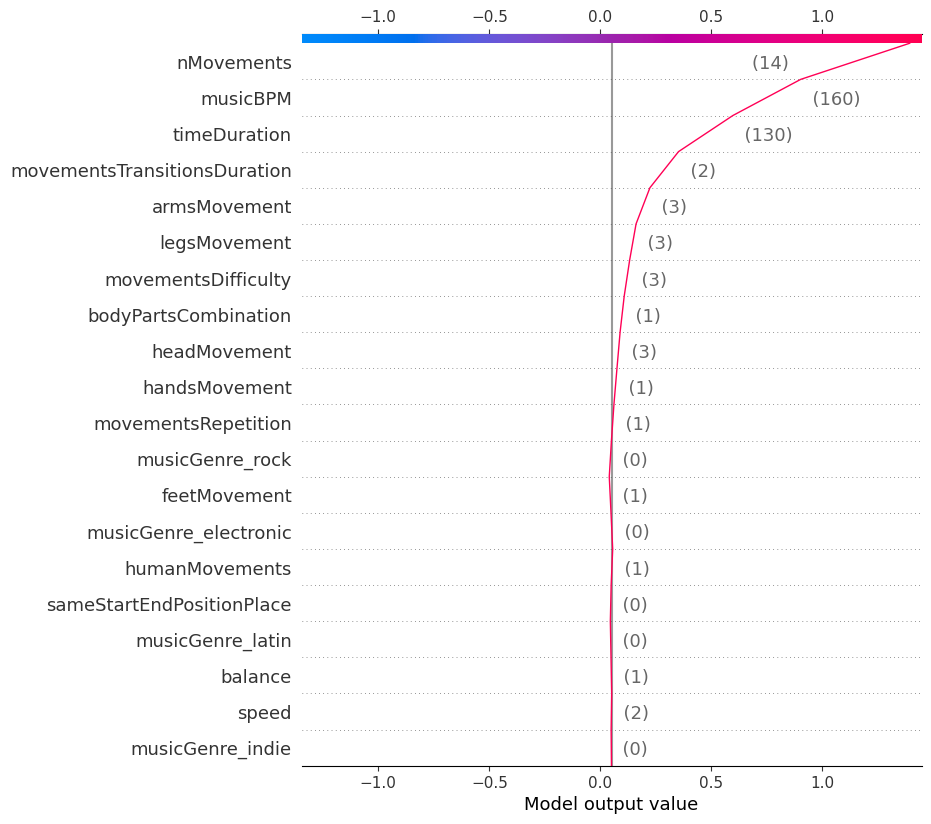 −1.0 −0.5 0.0 0.5 1.0
nMovements (14)
musicBPM (160)
timeDuration (130)
movementsTransitionsDuration (2)
armsMovement (3)
legsMovement (3)
movementsDifficulty (3)
bodyPartsCombination (1)
headMovement (3)
handsMovement (1)
movementsRepetition (1)
musicGenre_rock (0)
feetMovement (1)
musicGenre_electronic (0)
humanMovements (1)
sameStartEndPositionPlace (0)
musicGenre_latin (0)
balance (1)
speed (2)
musicGenre_indie (0)
−1.0 −0.5 0.0 0.5 1.0
Model output value